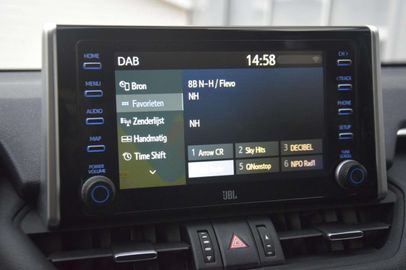 DAB
14:58
HOME
MENU
AUDIO
MAP
POWER
VOLUME
Bron
Favorieten
Zenderlijst
Handmatig
Time Shift
8B N-H / Flevo
NH
NH
1 Arrow CR
2 Sky Hits
3 DECIBEL
5 QNonstop
6 NPO Rad1
CH >
< TRACK
PHONE
SETUP
TUNE
SCROLL
JBL